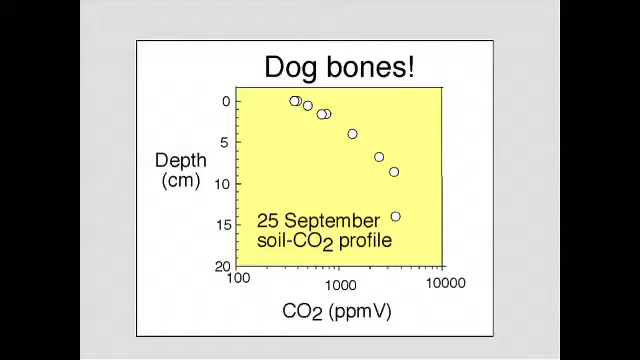 Dog bones!
0
5
10
15
20
Depth
(cm)
25 September
soil-CO2 profile
100
1000
10000
CO2 (ppmV)